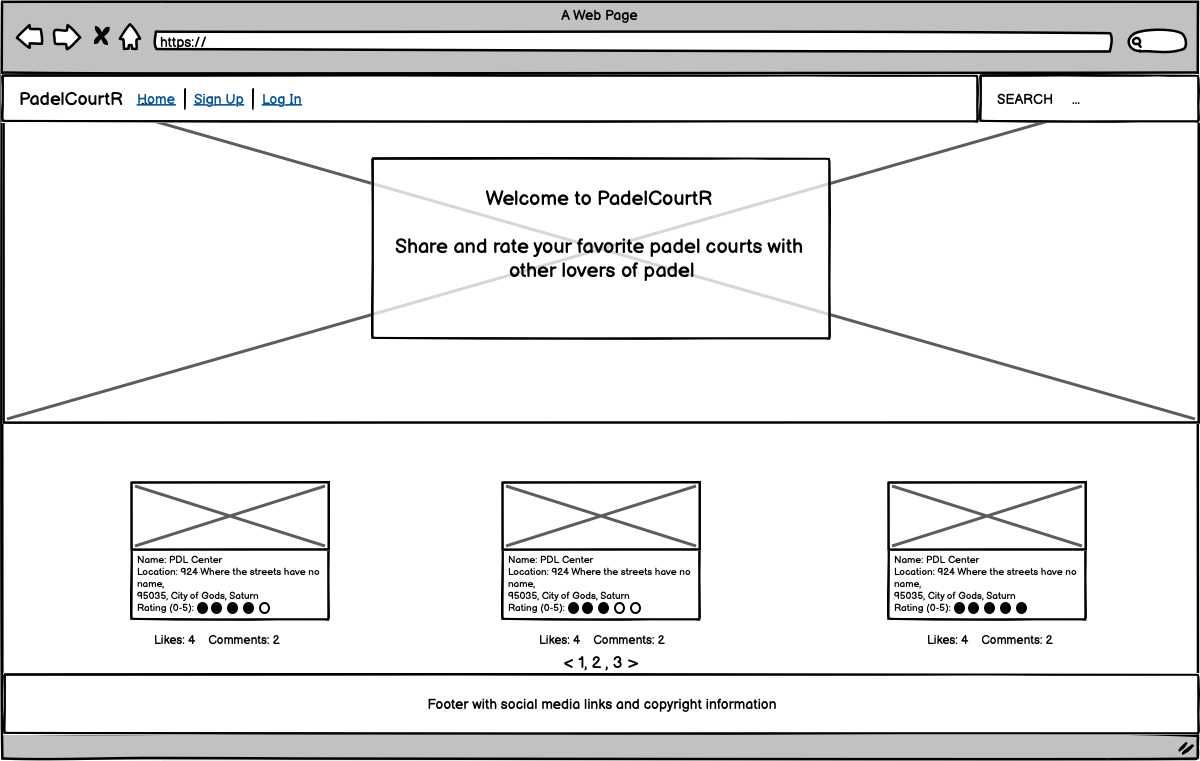 A Web Page
https://
PadelCourtR Home Sign Up Log In SEARCH ...
Welcome to PadelCourtR
Share and rate your favorite padel courts with
other lovers of padel
Name: PDL Center
Location: 924 Where the streets have no
name,
95035, City of Gods, Saturn
Rating (0-5):
Likes: 4 Comments: 2
Name: PDL Center
Location: 924 Where the streets have no
name,
95035, City of Gods, Saturn
Rating (0-5):
Likes: 4 Comments: 2
Name: PDL Center
Location: 924 Where the streets have no
name,
95035, City of Gods, Saturn
Rating (0-5):
Likes: 4 Comments: 2
< 1, 2 , 3 >
Footer with social media links and copyright information